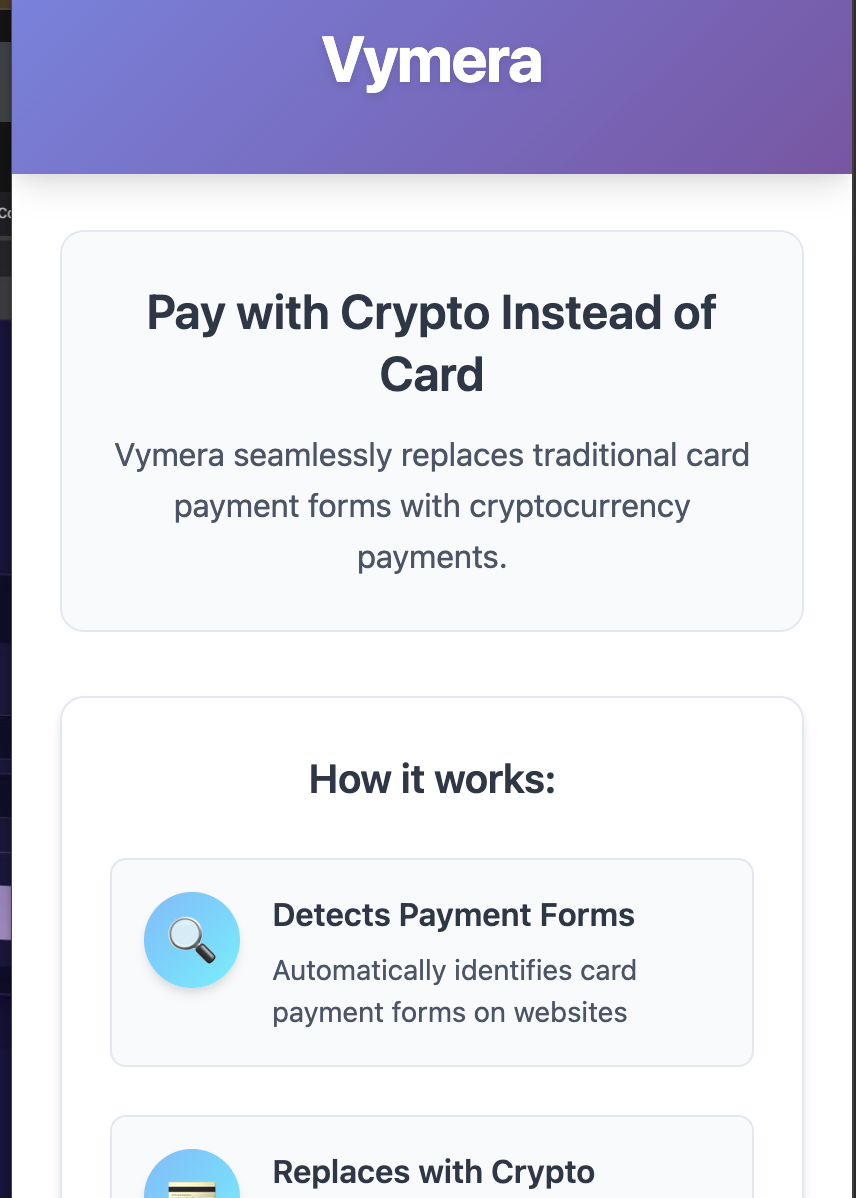 Vymera
Pay with Crypto Instead of
Card
Vymera seamlessly replaces traditional card
payment forms with cryptocurrency
payments.
How it works:
Detects Payment Forms
Automatically identifies card
payment forms on websites
Replaces with Crypto